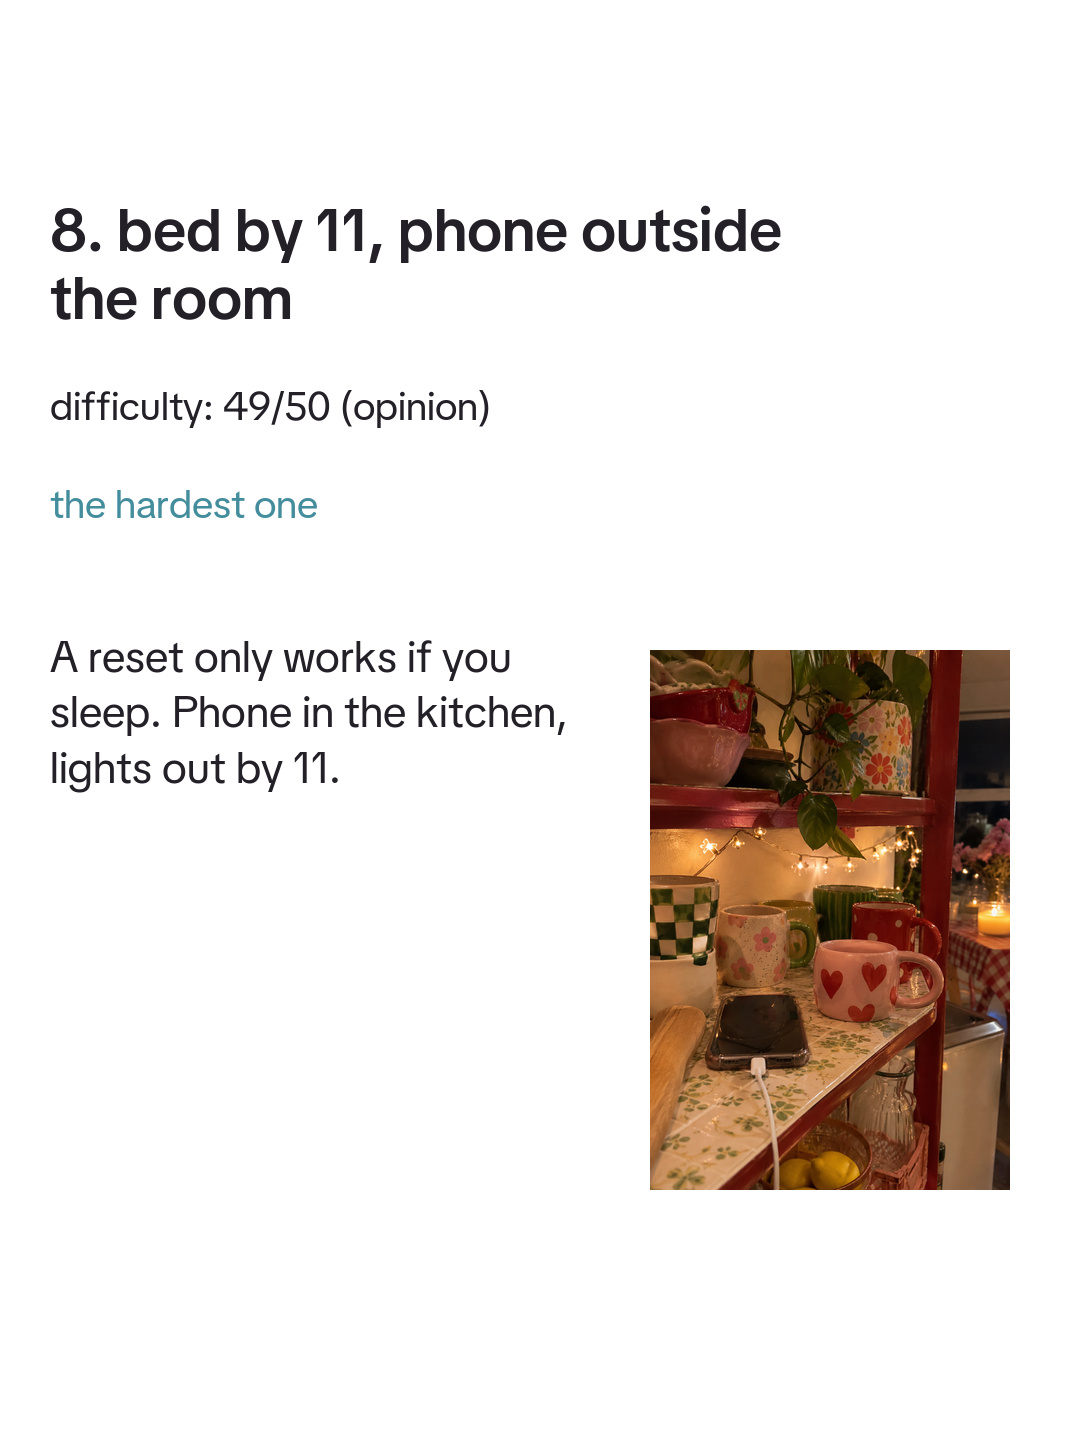 8. bed by 11, phone outside
the room
difficulty: 49/50 (opinion)
the hardest one
A reset only works if you
sleep. Phone in the kitchen,
lights out by 11.